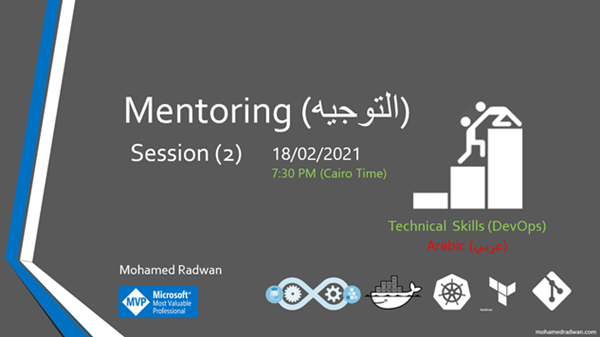 Mentoring (التوجيه)
Session (2)
18/02/2021
7:30 PM (Cairo Time)
Technical Skills (DevOps)
Arabic (عربي)
Mohamed Radwan
MVP
Microsoft®
Most Valuable
Professional
mohamedradwan.com